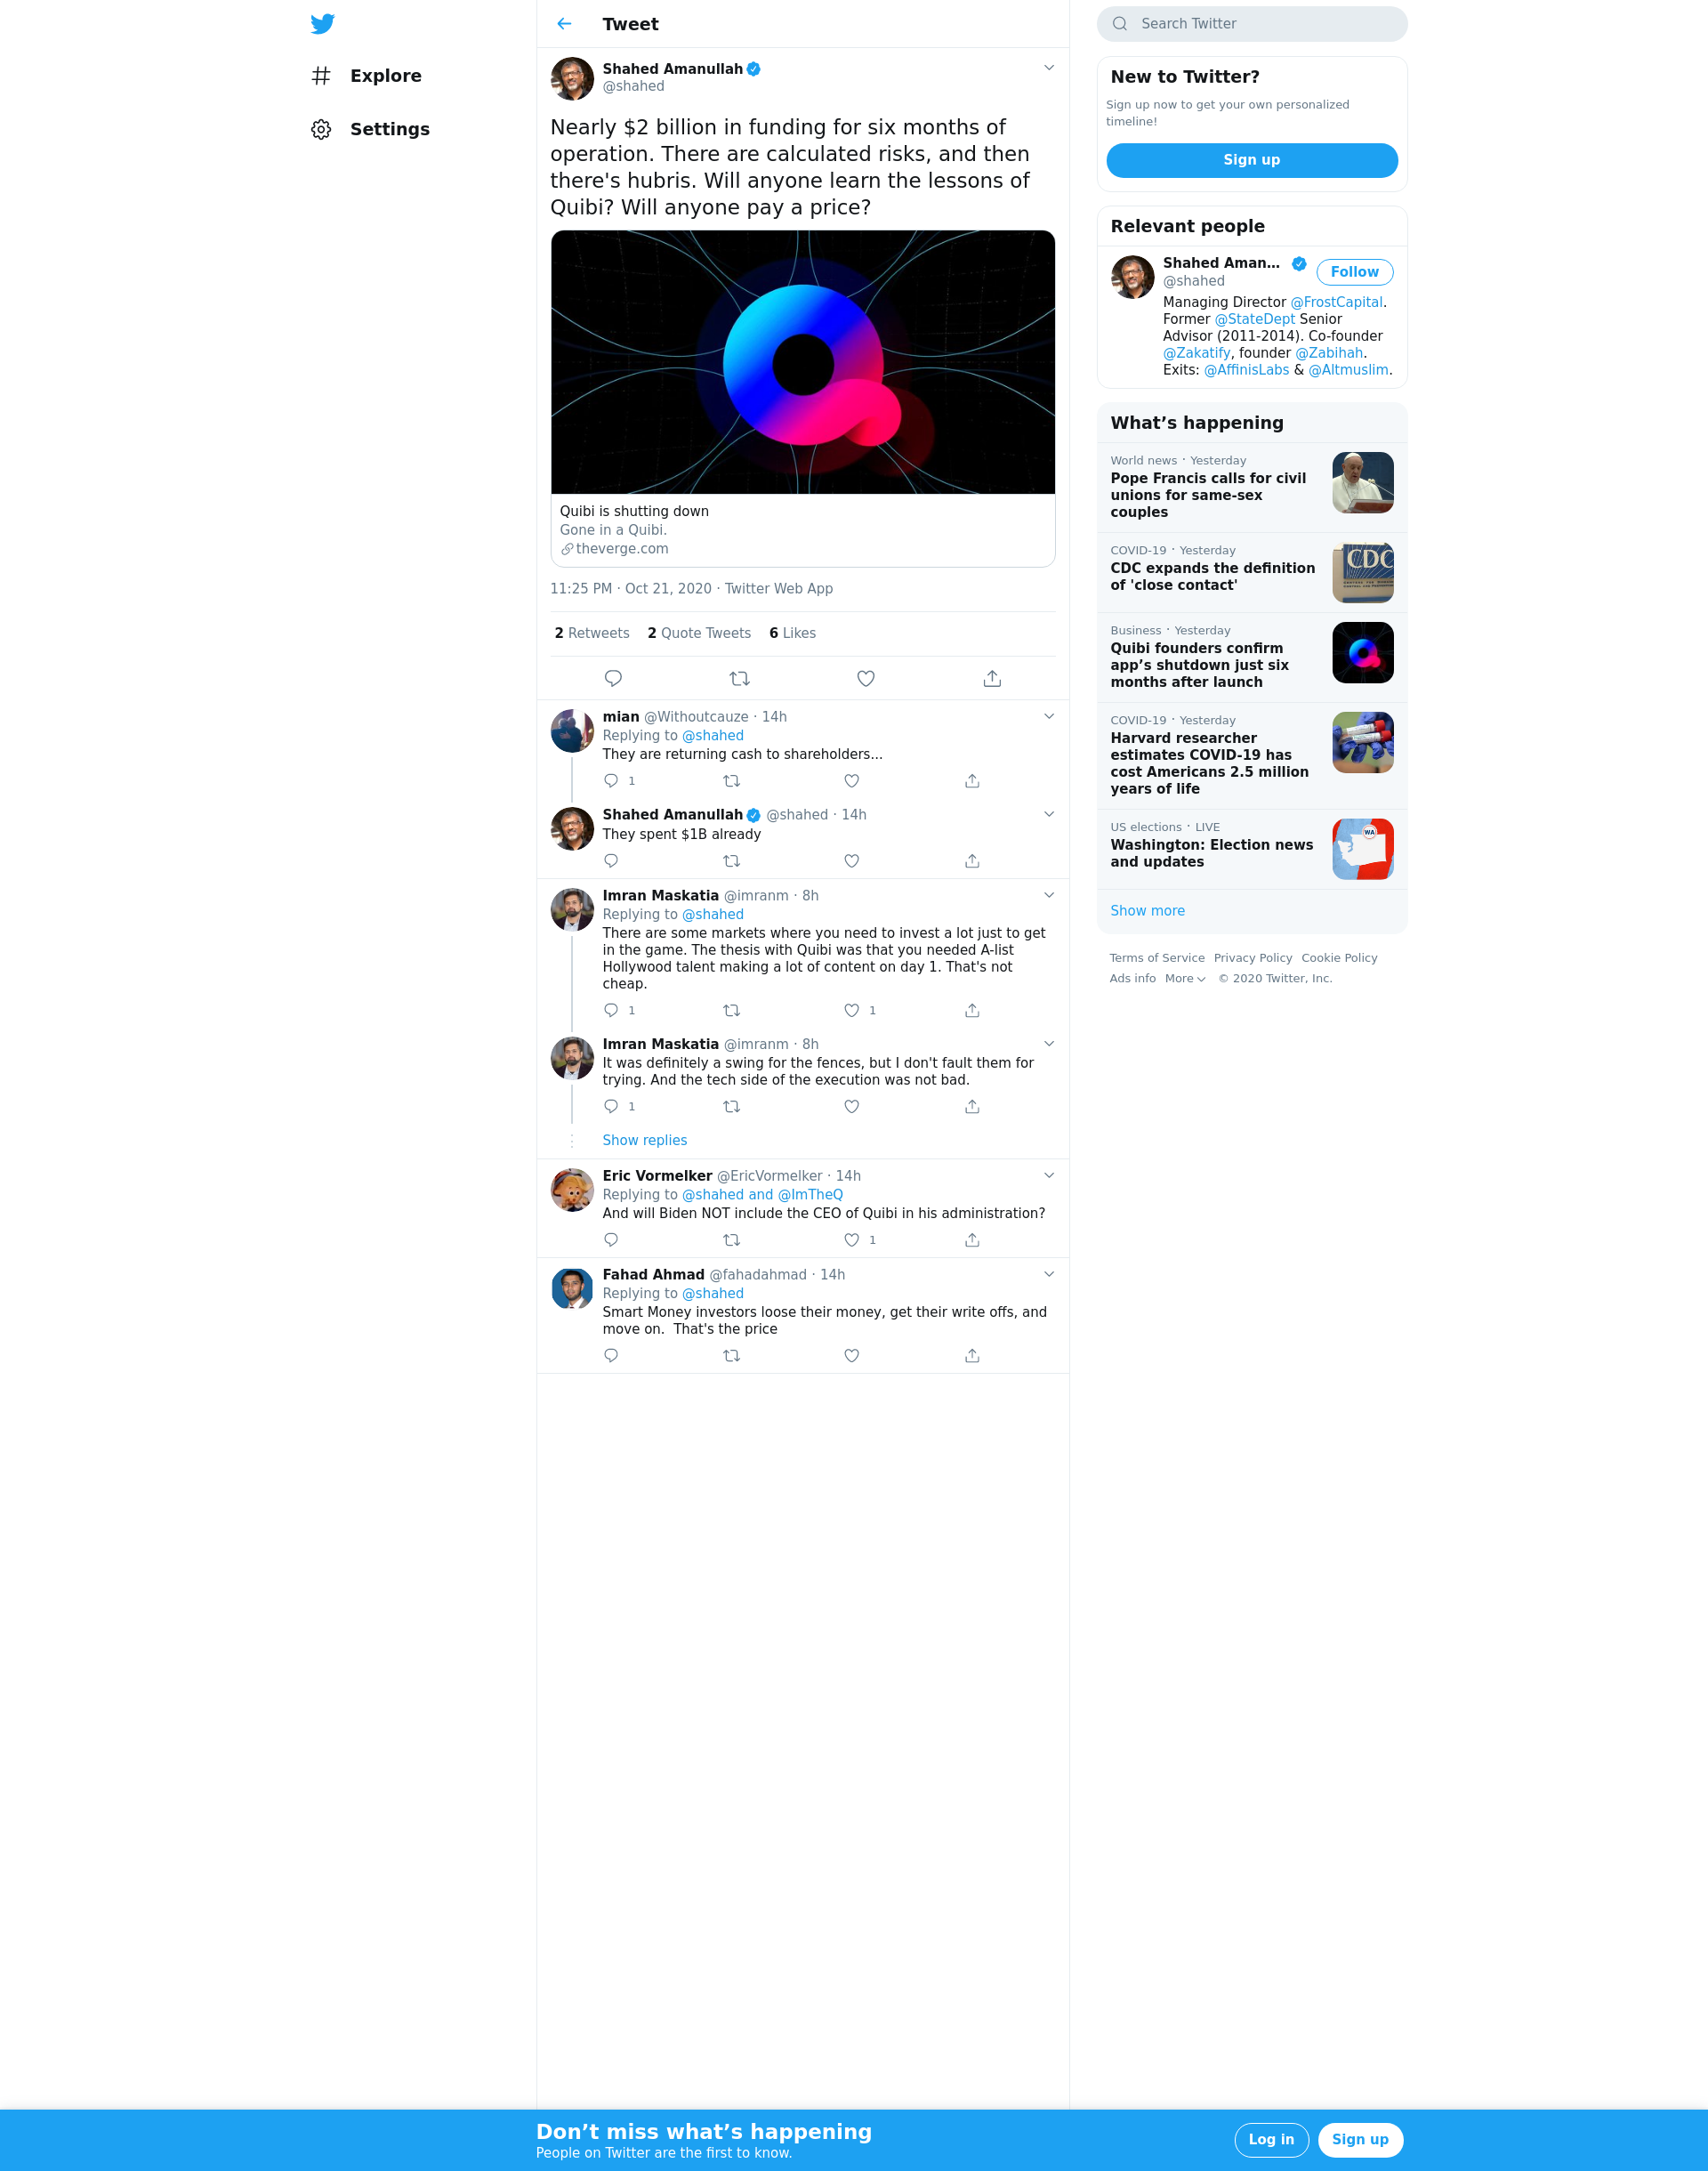 Explore
Settings
Tweet
Shahed Amanullah
@shahed
Nearly $2 billion in funding for six months of
operation. There are calculated risks, and then
there's hubris. Will anyone learn the lessons of
Quibi? Will anyone pay a price?
Quibi is shutting down
Gone in a Quibi.
theverge.com
11:25 PM · Oct 21, 2020 · Twitter Web App
2 Retweets 2 Quote Tweets 6 Likes
mian @Withoutcauze · 14h
Replying to @shahed
They are returning cash to shareholders...
1
Shahed Amanullah @shahed · 14h
They spent $1B already
Imran Maskatia @imranm · 8h
Replying to @shahed
There are some markets where you need to invest a lot just to get
in the game. The thesis with Quibi was that you needed A-list
Hollywood talent making a lot of content on day 1. That's not
cheap.
1 1
Imran Maskatia @imranm · 8h
It was definitely a swing for the fences, but I don't fault them for
trying. And the tech side of the execution was not bad.
1
Show replies
Eric Vormelker @EricVormelker · 14h
Replying to @shahed and @ImTheQ
And will Biden NOT include the CEO of Quibi in his administration?
1
Fahad Ahmad @fahadahmad · 14h
Replying to @shahed
Smart Money investors loose their money, get their write offs, and
move on.  That's the price
Search Twitter
New to Twitter?
Sign up now to get your own personalized
timeline!
Sign up
Relevant people
Shahed Aman...
Follow
@shahed
Managing Director @FrostCapital.
Former @StateDept Senior
Advisor (2011-2014). Co-founder
@Zakatify, founder @Zabihah.
Exits: @AffinisLabs & @Altmuslim.
What’s happening
World news · Yesterday
Pope Francis calls for civil
unions for same-sex
couples
COVID-19 · Yesterday
CDC expands the definition
of 'close contact'
CDC
Business · Yesterday
Quibi founders confirm
app’s shutdown just six
months after launch
COVID-19 · Yesterday
Harvard researcher
estimates COVID-19 has
cost Americans 2.5 million
years of life
US elections · LIVE
Washington: Election news
and updates
WA
Show more
Terms of Service Privacy Policy Cookie Policy
Ads info More © 2020 Twitter, Inc.
Don’t miss what’s happening
People on Twitter are the first to know.
Log in
Sign up